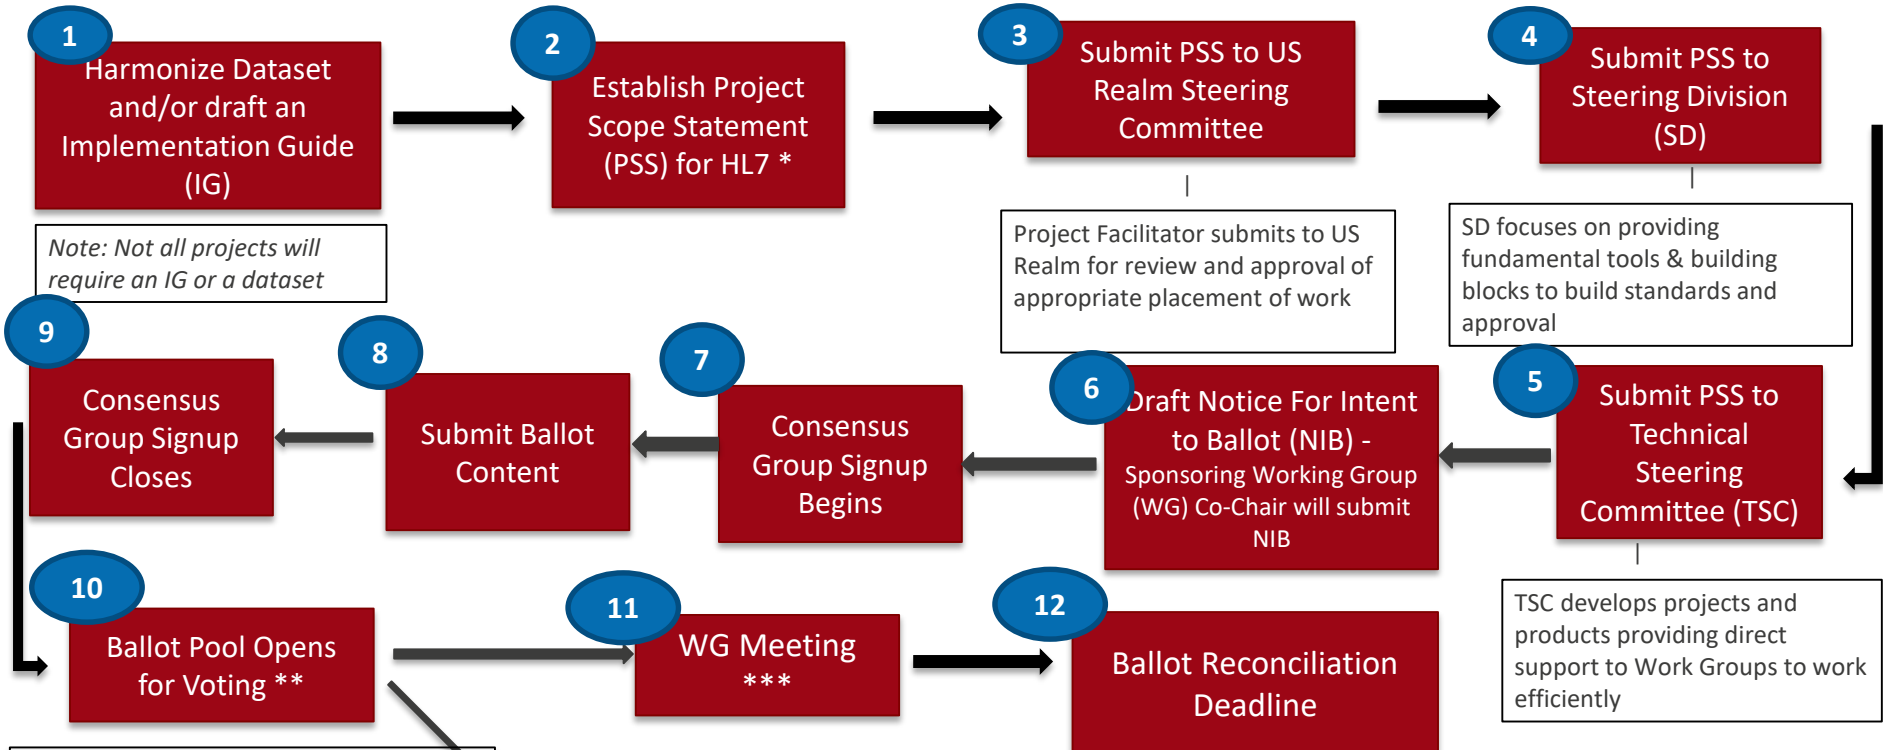 1
Harmonize Dataset
and/or draft an
Implementation Guide
(IG)
Note: Not all projects will
require an IG or a dataset
2
Establish Project
Scope Statement
(PSS) for HL7 *
3
Submit PSS to US
Realm Steering
Committee
Project Facilitator submits to US
Realm for review and approval of
appropriate placement of work
4
Submit PSS to
Steering Division
(SD)
SD focuses on providing
fundamental tools & building
blocks to build standards and
approval
5
Submit PSS to
Technical
Steering
Committee (TSC)
TSC develops projects and
products providing direct
support to Work Groups to work
efficiently
6
Draft Notice For Intent
to Ballot (NIB) -
Sponsoring Working Group
(WG) Co-Chair will submit
NIB
7
Consensus
Group Signup
Begins
8
Submit Ballot
Content
9
Consensus
Group Signup
Closes
10
Ballot Pool Opens
for Voting **
11
WG Meeting
***
12
Ballot Reconciliation
Deadline